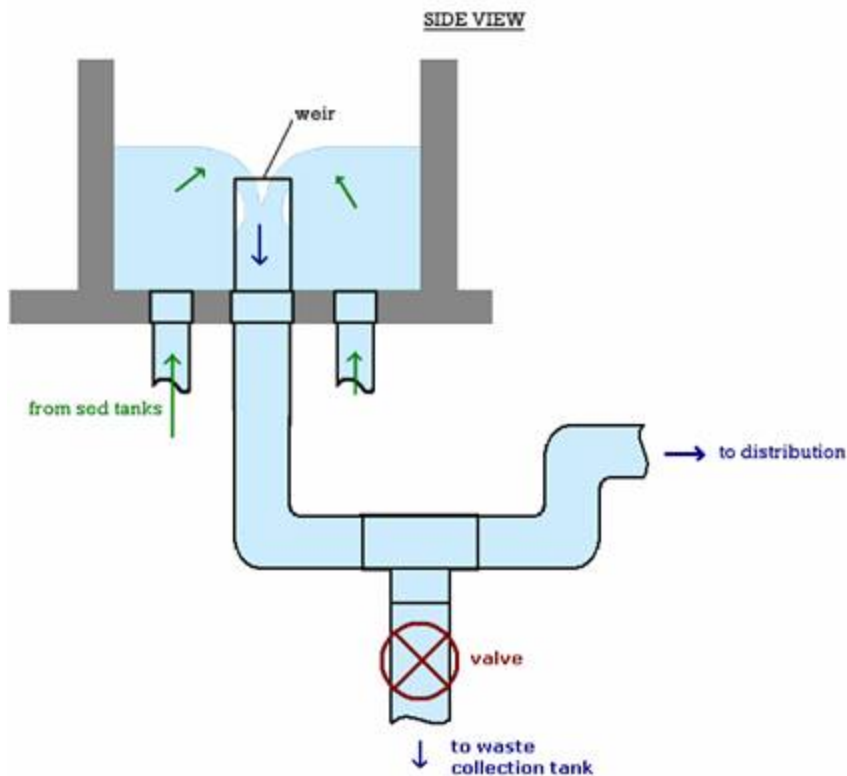 SIDE VIEW
weir
from sed tanks
to distribution
valve
to waste
collection tank